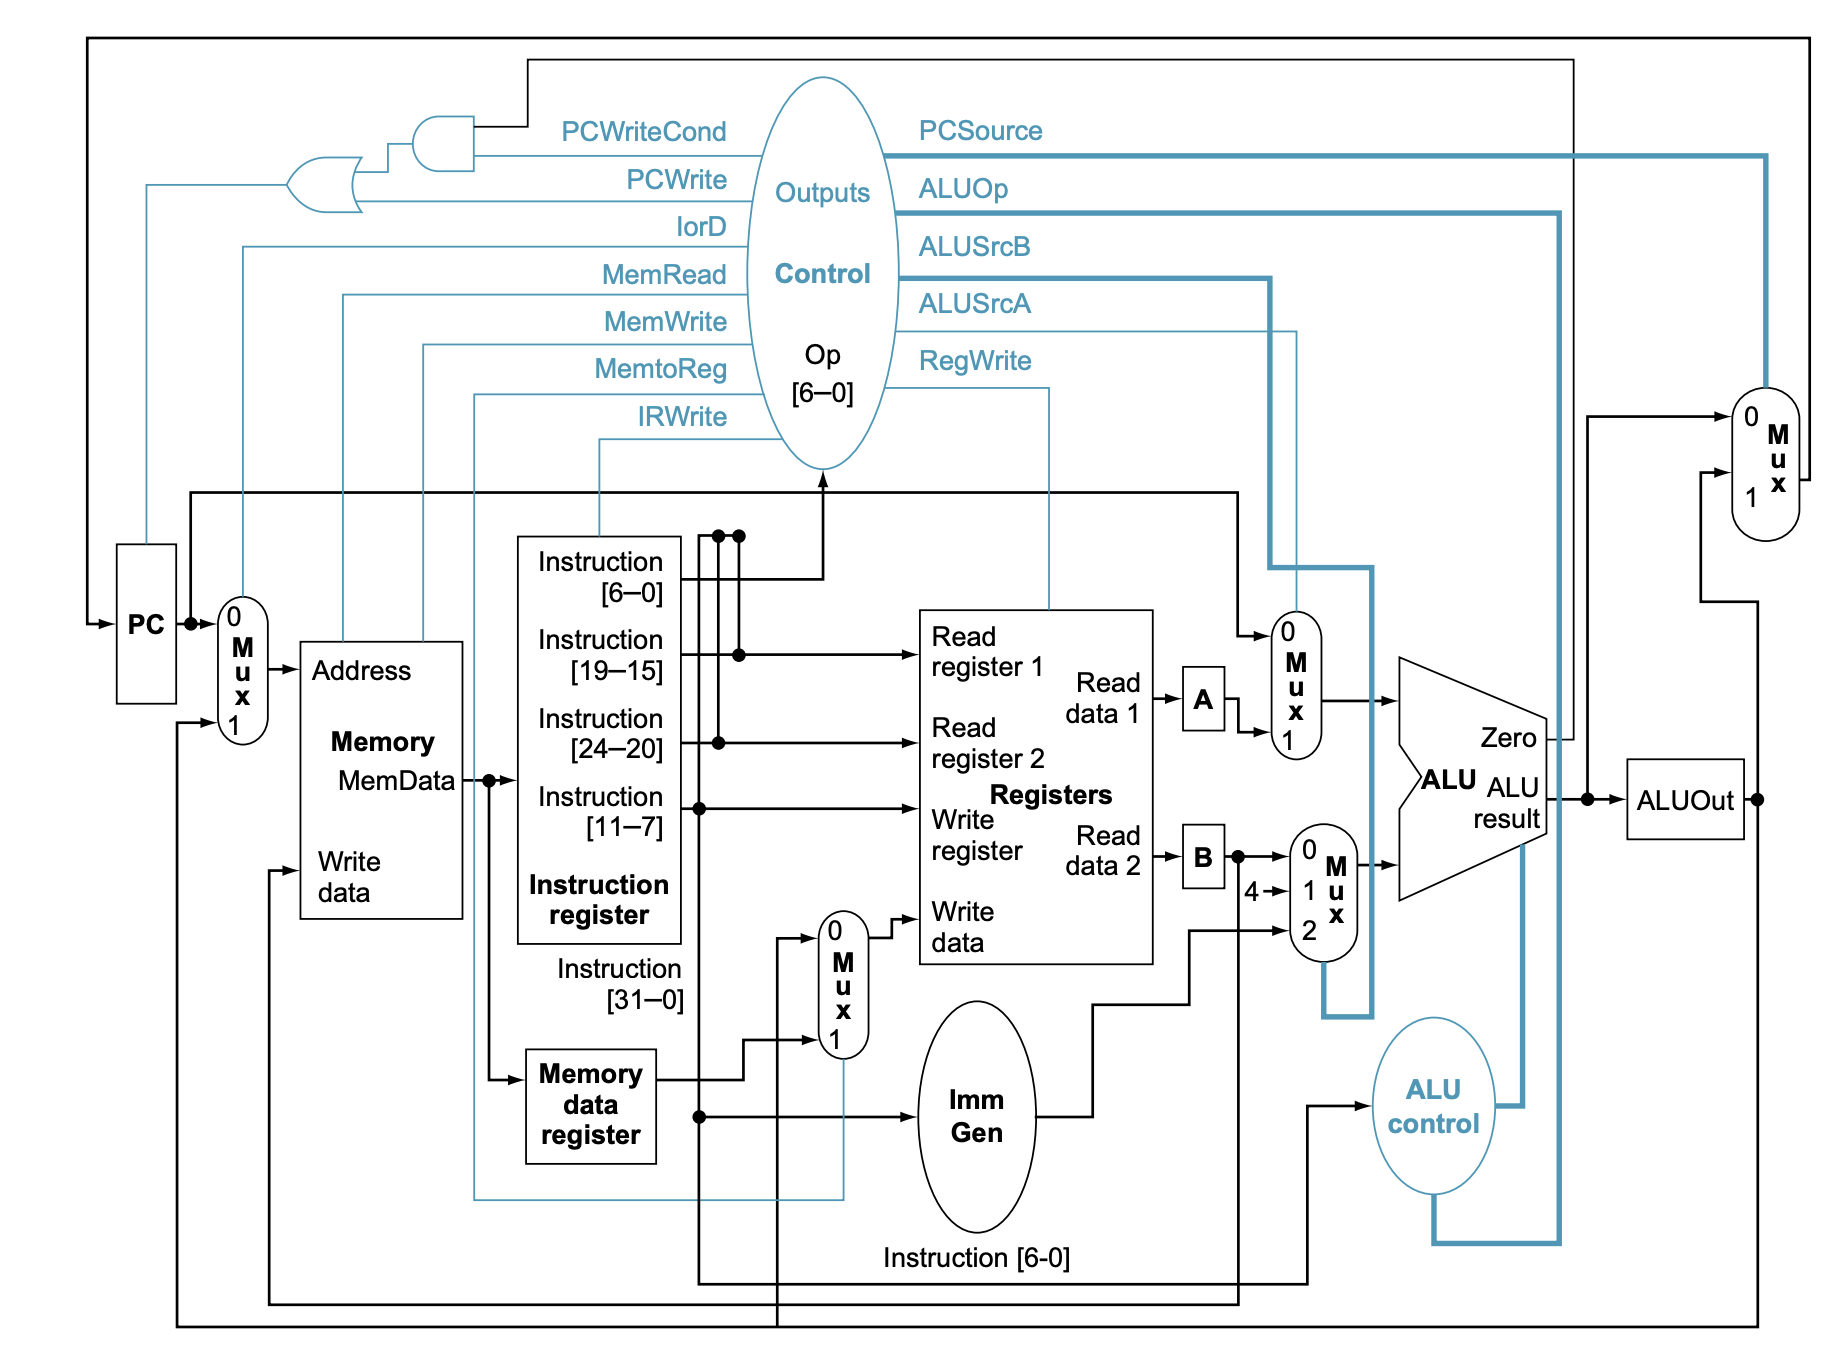 PCWriteCond
PCWrite
IorD
MemRead
MemWrite
MemtoReg
IRWrite
Outputs
Control
Op
[6–0]
PCSource
ALUOp
ALUSrcB
ALUSrcA
RegWrite
0
M
u
x
1
PC
0
M
u
x
1
Address
Memory
MemData
Write
data
Instruction
[6–0]
Instruction
[19–15]
Instruction
[24–20]
Instruction
[11–7]
Instruction
register
Instruction
[31–0]
Memory
data
register
0
M
u
x
1
Read
register 1
Read
register 2
Registers
Write
register
Write
data
Read
data 1
Read
data 2
A
B
4
0
M
u
x
1
0
1
2
M
u
x
Zero
ALU
ALU
result
ALUOut
Imm
Gen
ALU
control
Instruction [6-0]